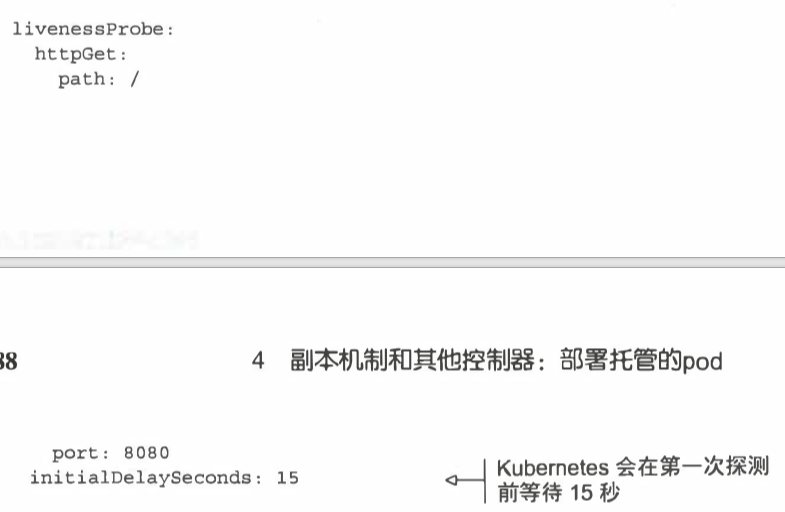 livenessProbe:
httpGet:
path: /
4 副本机制和其他控制器：部署托管的pod
port: 8080
initialDelaySeconds: 15
Kubernetes 会在第一次探测
前等待 15 秒